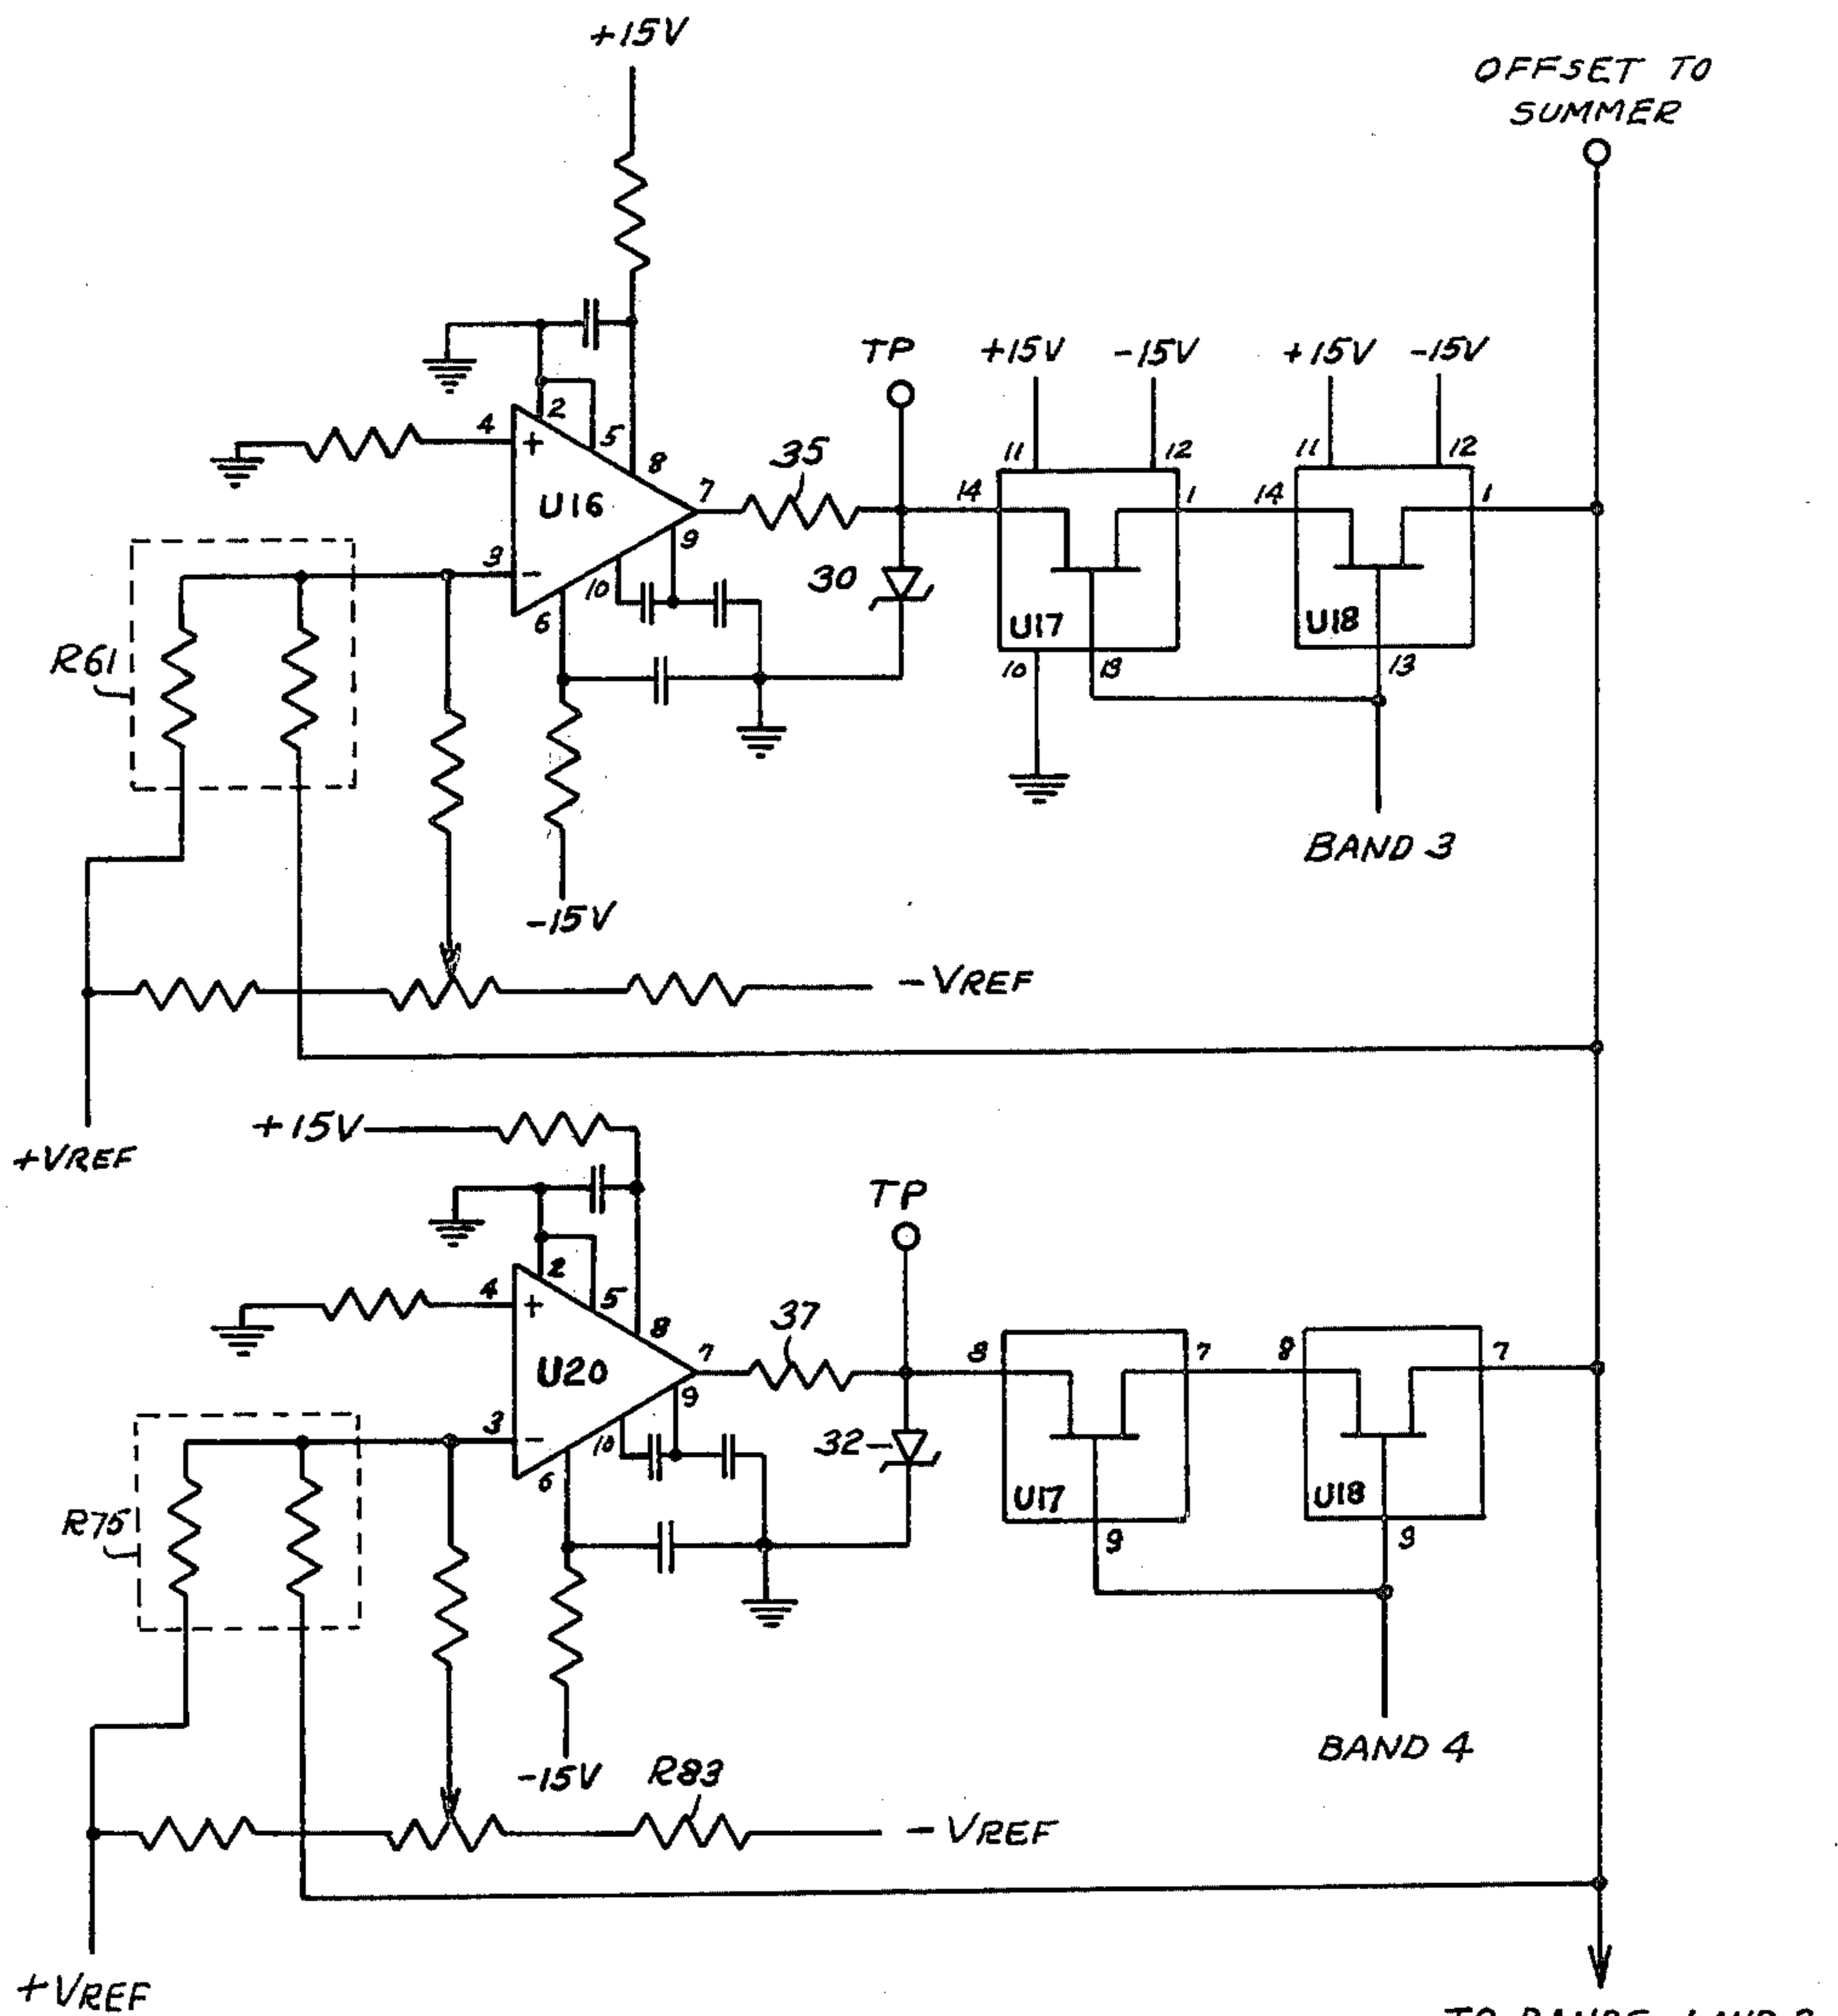 +15V
OFFSET TO
SUMMER
TP
+15V -15V +15V -15V
2
5
8
4
+
U16
7
35
14
11
12
1
14
11
12
1
3
-
6
10
9
30
U17
10
13
U18
13
R61
BAND 3
-15V
-VREF
+VREF
+15V
TP
2
5
8
4
+
U20
7
37
8
7
8
7
3
-
6
10
9
32
U17
9
U18
9
R75
BAND 4
-15V
R83
-VREF
+VREF